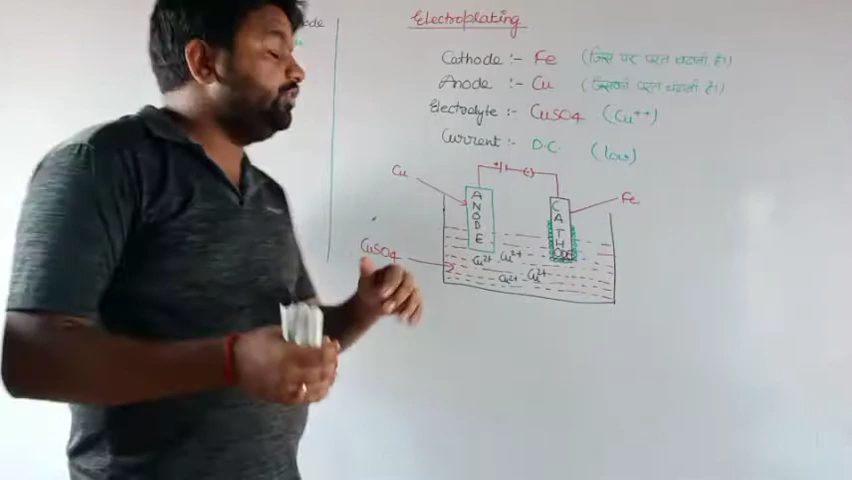 ode
Electroplating
Cathode :- Fe (जिस पर परत चढ़ानी है।)
Anode :- Cu (जिसकी परत चढ़ानी है।)
Electrolyte :- CuSO4 (Cu++)
Current :- D.C. (low)
+ (-)
Cu
ANODE
CATHODE
Fe
CuSO4
Cu2+ Cu2+
Cu2+ Cu2+